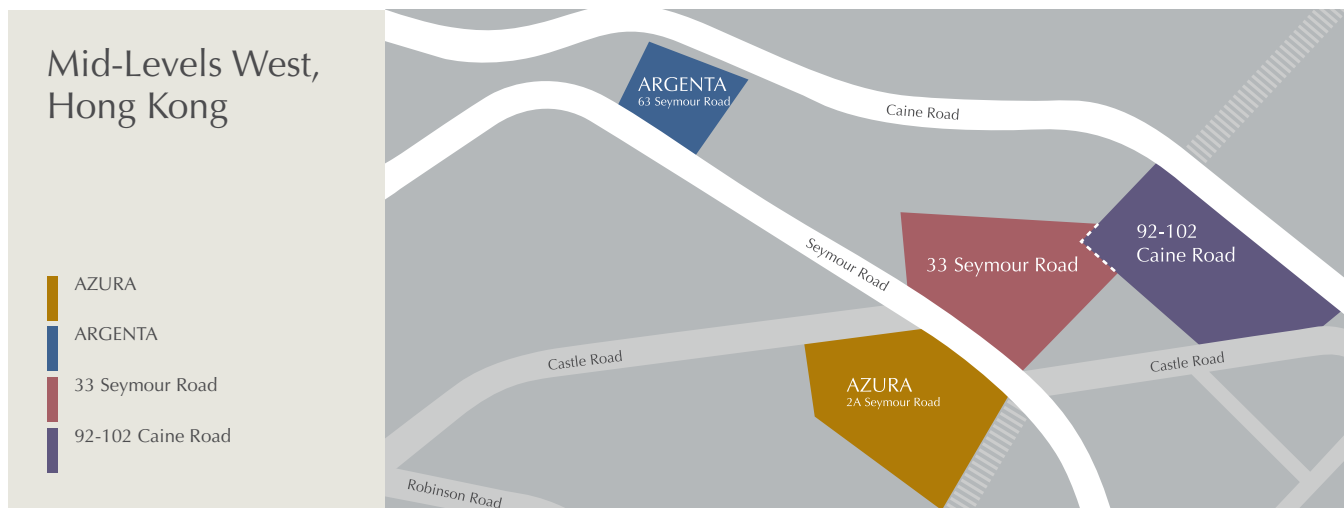 Mid-Levels West,
Hong Kong
AZURA
ARGENTA
33 Seymour Road
92-102 Caine Road
ARGENTA
63 Seymour Road
Caine Road
92-102
Caine Road
33 Seymour Road
Seymour Road
Castle Road
Castle Road
AZURA
2A Seymour Road
Robinson Road